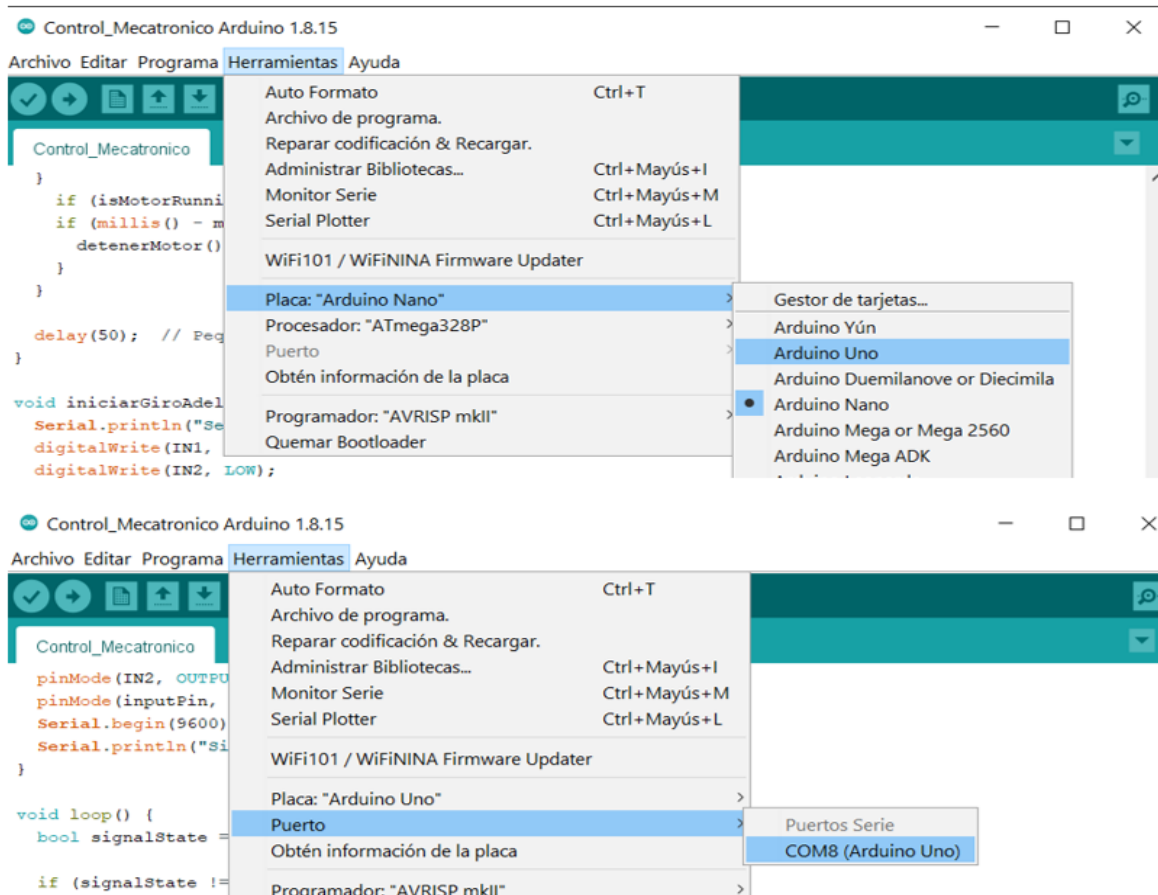 Control_Mecatronico Arduino 1.8.15
Archivo Editar Programa Herramientas Ayuda
Auto Formato Ctrl+T
Archivo de programa.
Control_Mecatronico
Reparar codificación & Recargar.
Administrar Bibliotecas... Ctrl+Mayús+I
}
Monitor Serie Ctrl+Mayús+M
if (isMotorRunni
Serial Plotter Ctrl+Mayús+L
if (millis() - m
detenerMotor()
WiFi101 / WiFiNINA Firmware Updater
}
}
Placa: "Arduino Nano"
Gestor de tarjetas...
Procesador: "ATmega328P"
Arduino Yún
delay(50); // Peq
Puerto
Arduino Uno
}
Obtén información de la placa
Arduino Duemilanove or Diecimila
void iniciarGiroAdel
Arduino Nano
Programador: "AVRISP mkII"
Serial.println("Se
Arduino Mega or Mega 2560
digitalWrite(IN1,
Quemar Bootloader
Arduino Mega ADK
digitalWrite(IN2, LOW);
Control_Mecatronico Arduino 1.8.15
Archivo Editar Programa Herramientas Ayuda
Auto Formato Ctrl+T
Archivo de programa.
Control_Mecatronico
Reparar codificación & Recargar.
Administrar Bibliotecas... Ctrl+Mayús+I
pinMode(IN2, OUTPU
Monitor Serie Ctrl+Mayús+M
pinMode(inputPin,
Serial Plotter Ctrl+Mayús+L
Serial.begin(9600)
Serial.println("Si
WiFi101 / WiFiNINA Firmware Updater
}
Placa: "Arduino Uno"
void loop() {
Puerto
Puertos Serie
bool signalState =
Obtén información de la placa
COM8 (Arduino Uno)
if (signalState !=
Programador: "AVRISP mkII"